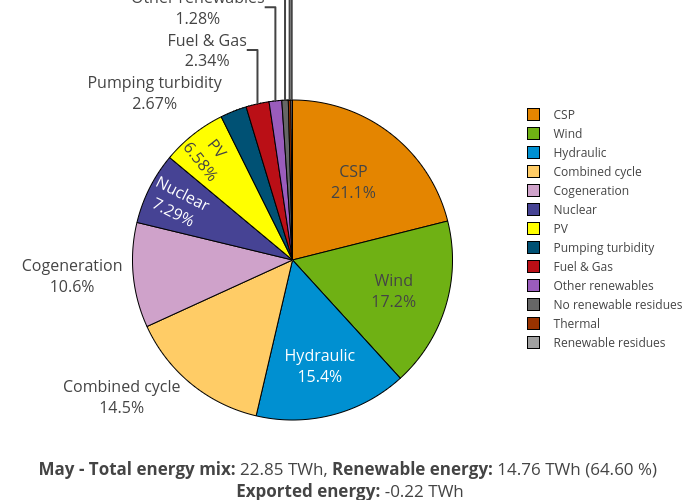 Other renewables
1.28%
Fuel & Gas
2.34%
Pumping turbidity
2.67%
PV
6.58%
Nuclear
7.29%
Cogeneration
10.6%
Combined cycle
14.5%
CSP
21.1%
Wind
17.2%
Hydraulic
15.4%
CSP
Wind
Hydraulic
Combined cycle
Cogeneration
Nuclear
PV
Pumping turbidity
Fuel & Gas
Other renewables
No renewable residues
Thermal
Renewable residues
May - Total energy mix: 22.85 TWh, Renewable energy: 14.76 TWh (64.60 %)
Exported energy: -0.22 TWh